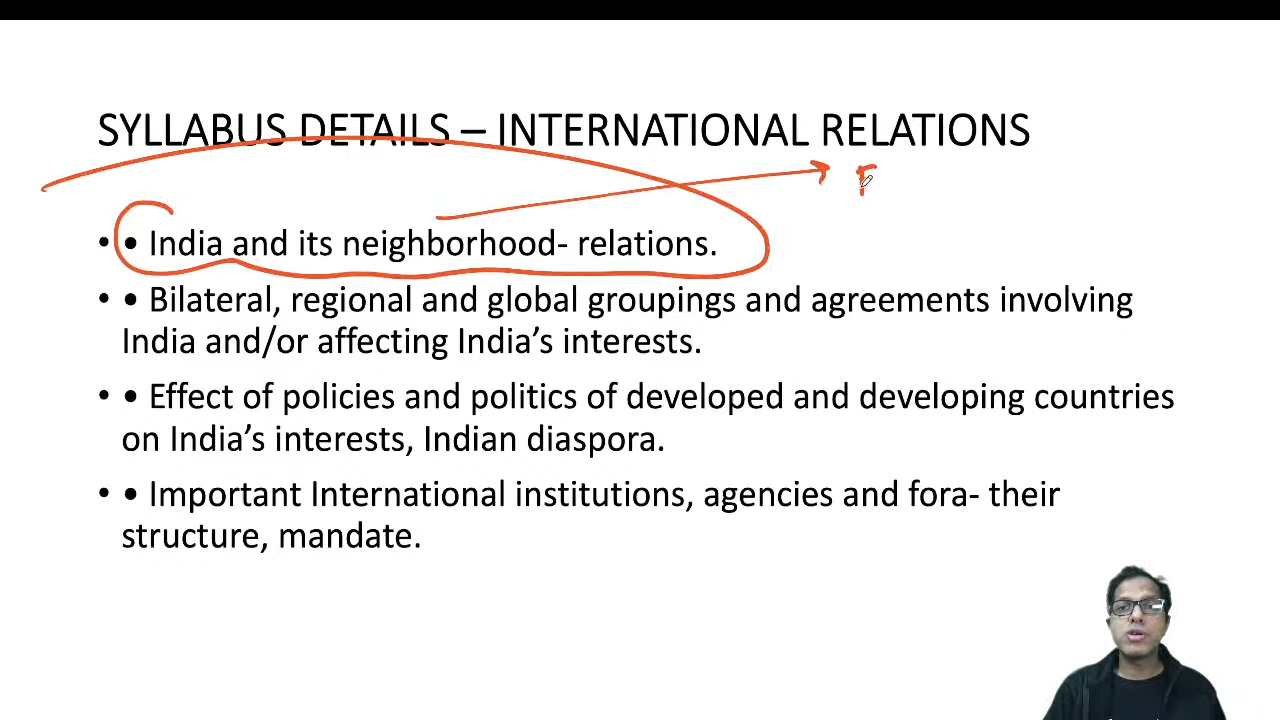 SYLLABUS DETAILS – INTERNATIONAL RELATIONS
• • India and its neighborhood- relations.
• • Bilateral, regional and global groupings and agreements involving
India and/or affecting India’s interests.
• • Effect of policies and politics of developed and developing countries
on India’s interests, Indian diaspora.
• • Important International institutions, agencies and fora- their
structure, mandate.